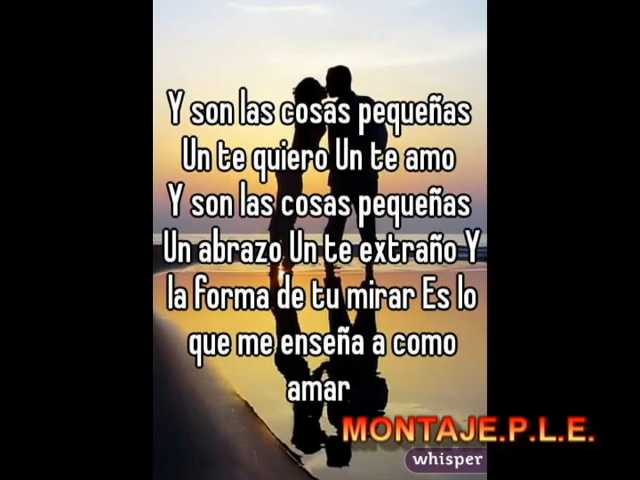 Y son las cosas pequeñas
Un te quiero Un te amo
Y son las cosas pequeñas
Un abrazo Un te extraño Y
la forma de tu mirar Es lo
que me enseña a como
amar
MONTAJE.P.L.E.
whisper